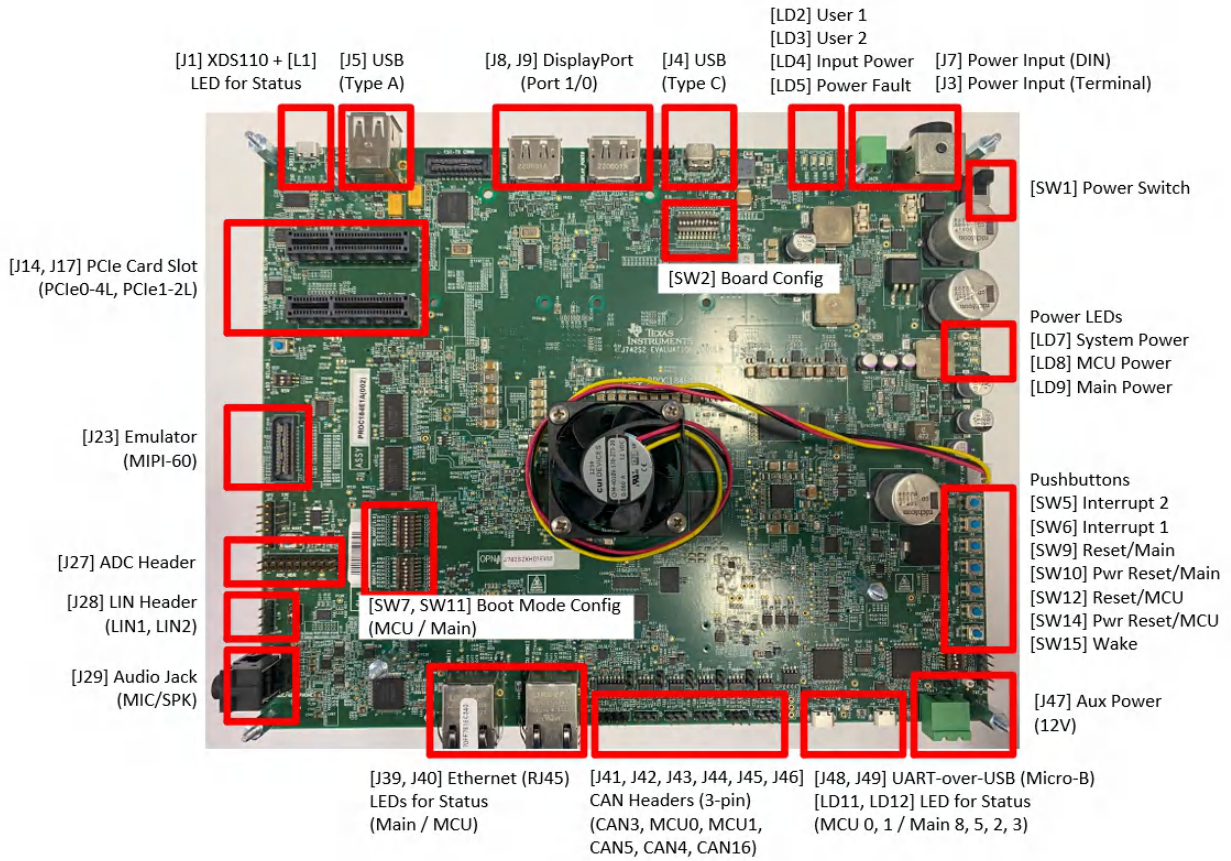 [LD2] User 1
[LD3] User 2
[LD4] Input Power
[LD5] Power Fault
[J1] XDS110 + [L1]
LED for Status
[J5] USB
(Type A)
[J8, J9] DisplayPort
(Port 1/0)
[J4] USB
(Type C)
[J7] Power Input (DIN)
[J3] Power Input (Terminal)
[SW1] Power Switch
[J14, J17] PCIe Card Slot
(PCIe0-4L, PCIe1-2L)
[SW2] Board Config
TEXAS
INSTRUMENTS
Power LEDs
[LD7] System Power
[LD8] MCU Power
[LD9] Main Power
[J23] Emulator
(MIPI-60)
ASSY
PROC184E1A(002)
CUI DEVICES
Pushbuttons
[SW5] Interrupt 2
[SW6] Interrupt 1
[SW9] Reset/Main
[SW10] Pwr Reset/Main
[SW12] Reset/MCU
[SW14] Pwr Reset/MCU
[SW15] Wake
[J27] ADC Header
OPN#
[J28] LIN Header
(LIN1, LIN2)
[SW7, SW11] Boot Mode Config
(MCU / Main)
[J29] Audio Jack
(MIC/SPK)
[J47] Aux Power
(12V)
[J39, J40] Ethernet (RJ45)
LEDs for Status
(Main / MCU)
[J41, J42, J43, J44, J45, J46]
CAN Headers (3-pin)
(CAN3, MCU0, MCU1,
CAN5, CAN4, CAN16)
[J48, J49] UART-over-USB (Micro-B)
[LD11, LD12] LED for Status
(MCU 0, 1 / Main 8, 5, 2, 3)